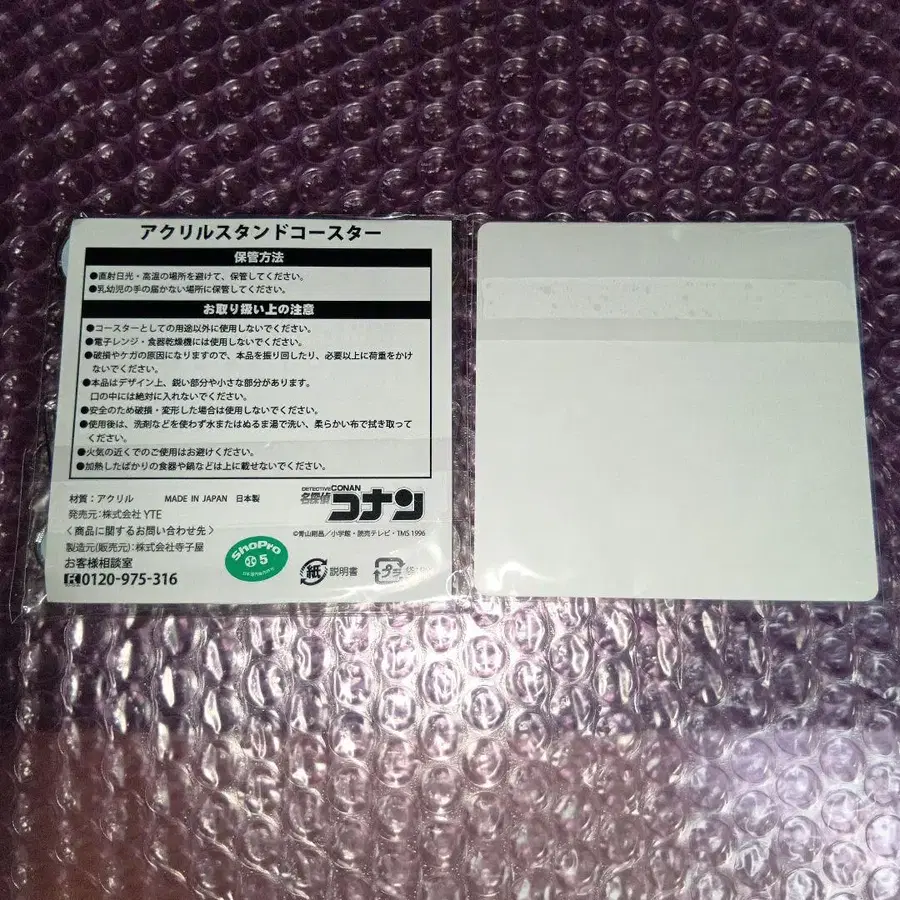 アクリルスタンドコースター
保管方法
●直射日光・高温の場所を避けて、保管してください。
●乳幼児の手の届かない場所に保管してください。
お取り扱い上の注意
●コースターとしての用途以外に使用しないでください。
●電子レンジ・食器乾燥機には使用しないでください。
●破損やケガの原因になりますので、本品を振り回したり、必要以上に荷重をかけ
ないでください。
●本品はデザイン上、鋭い部分や小さな部分があります。
口の中には絶対に入れないでください。
●安全のため破損・変形した場合は使用しないでください。
●使用後は、洗剤などを使わず水またはぬるま湯で洗い、柔らかい布で拭き取って
ください。
●火気の近くでのご使用はお避けください。
●加熱したばかりの食器や鍋などは上に載せないでください。
材質：アクリル MADE IN JAPAN 日本製
発売元：株式会社 YTE
〈商品に関するお問い合わせ先〉
製造元(販売元)：株式会社寺子屋
お客様相談室
0120-975-316
DETECTIVE CONAN
名探偵コナン
©青山剛昌／小学館・読売テレビ・TMS 1996
ShoPro
5
紙 説明書
プラ